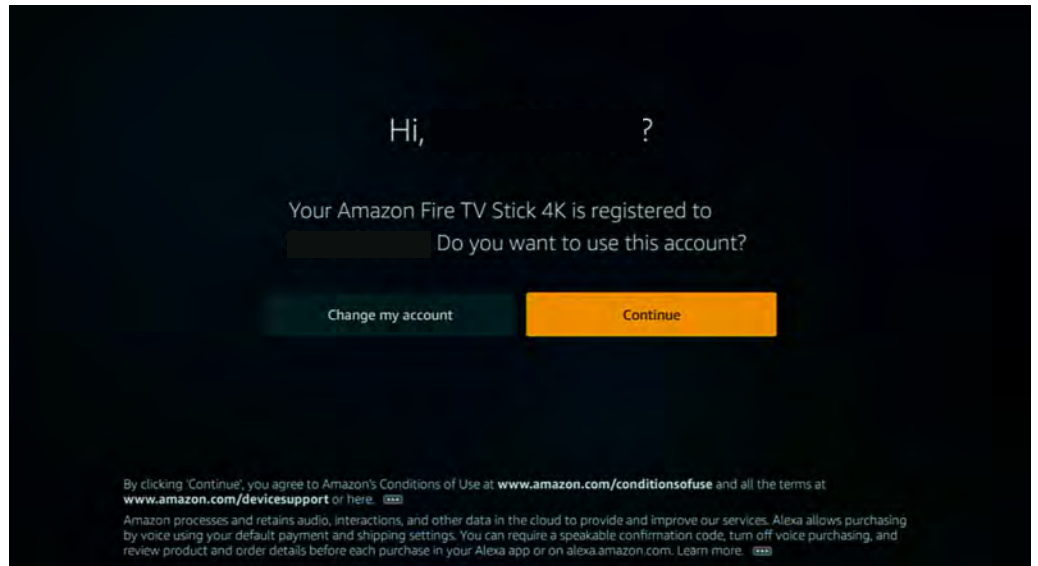 Hi, ?
Your Amazon Fire TV Stick 4K is registered to
Do you want to use this account?
Change my account Continue
By clicking 'Continue', you agree to Amazon's Conditions of Use at www.amazon.com/conditionsofuse and all the terms at
www.amazon.com/devicesupport or here.
Amazon processes and retains audio, interactions, and other data in the cloud to provide and improve our services. Alexa allows purchasing
by voice using your default payment and shipping settings. You can require a speakable confirmation code, turn off voice purchasing, and
review product and order details before each purchase in your Alexa app or on alexa.amazon.com. Learn more.